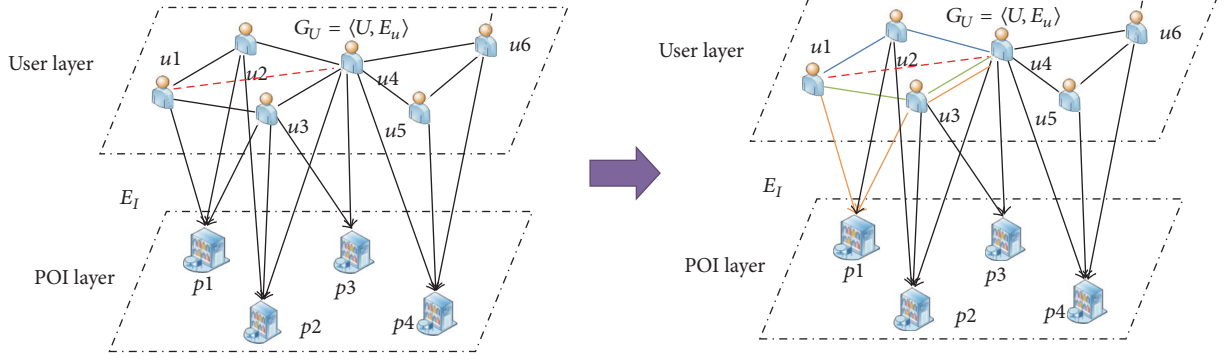 G_U = ⟨U, E_u⟩
u6
u1
User layer
u2
u4
u3
u5
E_I
POI layer
p1
p3
p2
p4
G_U = ⟨U, E_u⟩
u6
u1
User layer
u2
u4
u3
u5
E_I
POI layer
p1
p3
p2
p4